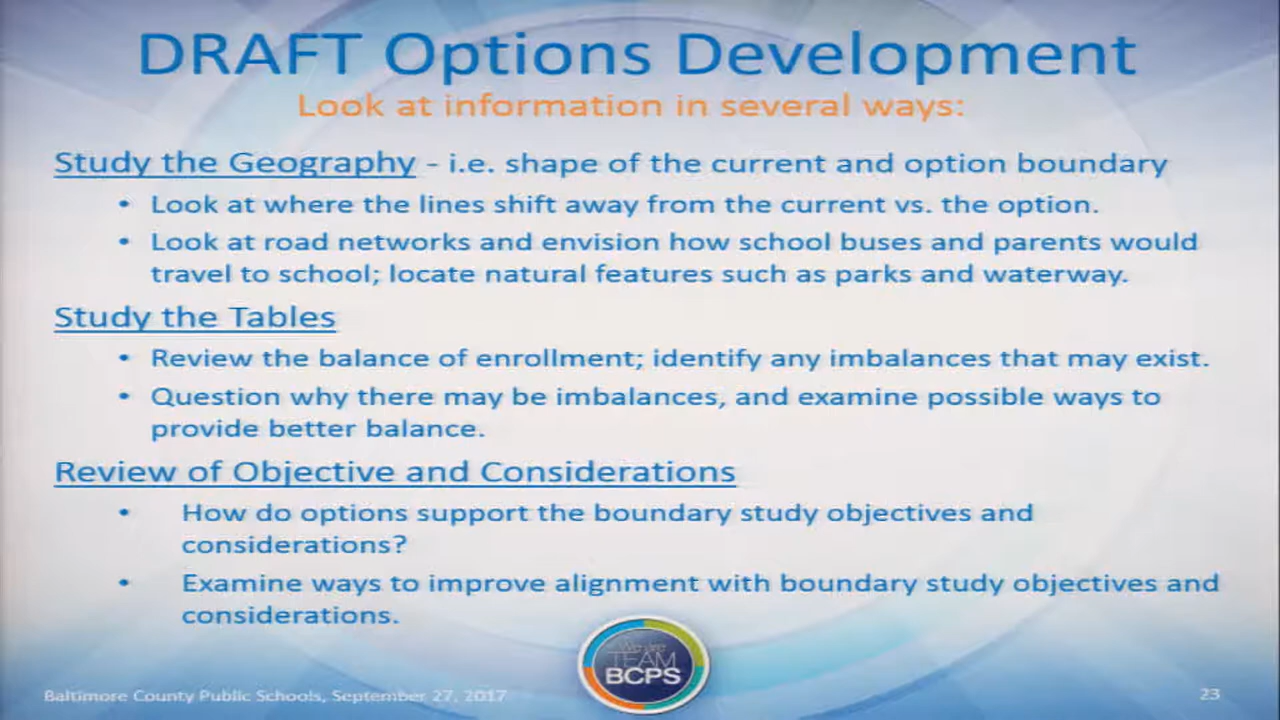 DRAFT Options Development
Look at information in several ways:
Study the Geography - i.e. shape of the current and option boundary
• Look at where the lines shift away from the current vs. the option.
• Look at road networks and envision how school buses and parents would
travel to school; locate natural features such as parks and waterway.
Study the Tables
• Review the balance of enrollment; identify any imbalances that may exist.
• Question why there may be imbalances, and examine possible ways to
provide better balance.
Review of Objective and Considerations
• How do options support the boundary study objectives and
considerations?
• Examine ways to improve alignment with boundary study objectives and
considerations.
We are
TEAM
BCPS
Baltimore County Public Schools, September 27, 2017
23